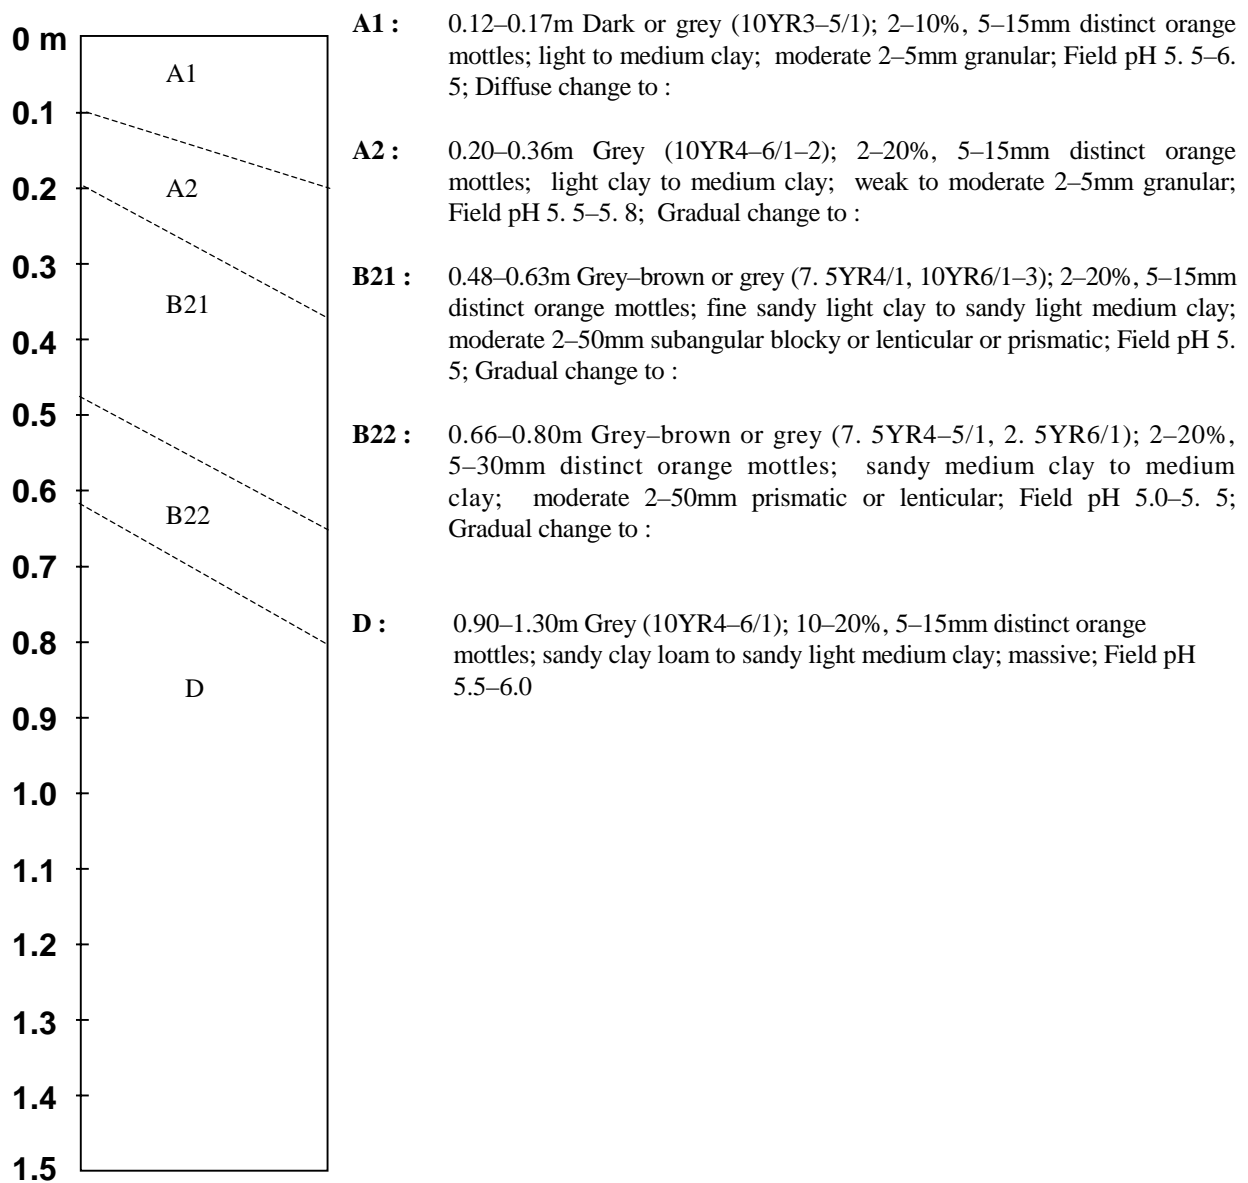 0 m
0.1
0.2
0.3
0.4
0.5
0.6
0.7
0.8
0.9
1.0
1.1
1.2
1.3
1.4
1.5
A1
A2
B21
B22
D
A1 : 0.12–0.17m Dark or grey (10YR3–5/1); 2–10%, 5–15mm distinct orange
mottles; light to medium clay; moderate 2–5mm granular; Field pH 5. 5–6.
5; Diffuse change to :
A2 : 0.20–0.36m Grey (10YR4–6/1–2); 2–20%, 5–15mm distinct orange
mottles; light clay to medium clay; weak to moderate 2–5mm granular;
Field pH 5. 5–5. 8; Gradual change to :
B21 : 0.48–0.63m Grey–brown or grey (7. 5YR4/1, 10YR6/1–3); 2–20%, 5–15mm
distinct orange mottles; fine sandy light clay to sandy light medium clay;
moderate 2–50mm subangular blocky or lenticular or prismatic; Field pH 5.
5; Gradual change to :
B22 : 0.66–0.80m Grey–brown or grey (7. 5YR4–5/1, 2. 5YR6/1); 2–20%,
5–30mm distinct orange mottles; sandy medium clay to medium
clay; moderate 2–50mm prismatic or lenticular; Field pH 5.0–5. 5;
Gradual change to :
D : 0.90–1.30m Grey (10YR4–6/1); 10–20%, 5–15mm distinct orange
mottles; sandy clay loam to sandy light medium clay; massive; Field pH
5.5–6.0